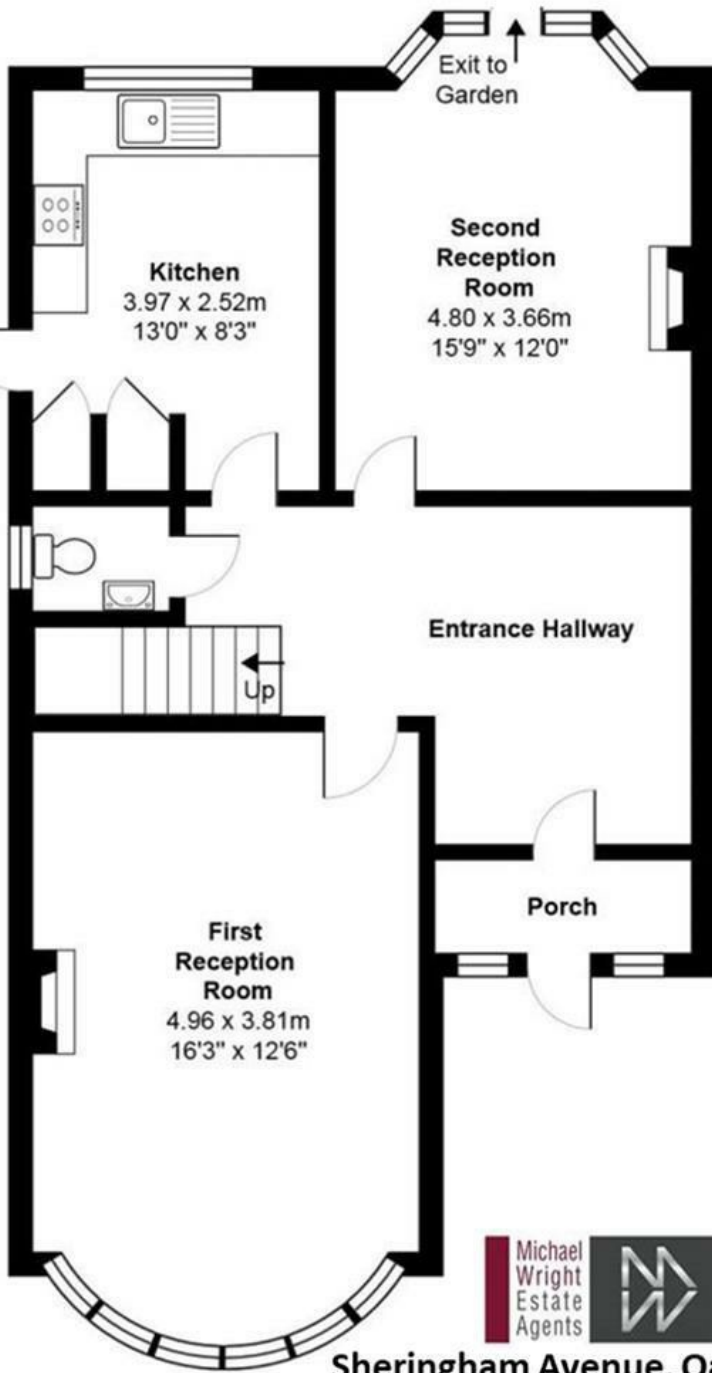 Exit to
Garden
Kitchen
3.97 x 2.52m
13'0" x 8'3"
Second
Reception
Room
4.80 x 3.66m
15'9" x 12'0"
Entrance Hallway
Up
Porch
First
Reception
Room
4.96 x 3.81m
16'3" x 12'6"
Michael
Wright
Estate
Agents
Sheringham Avenue,